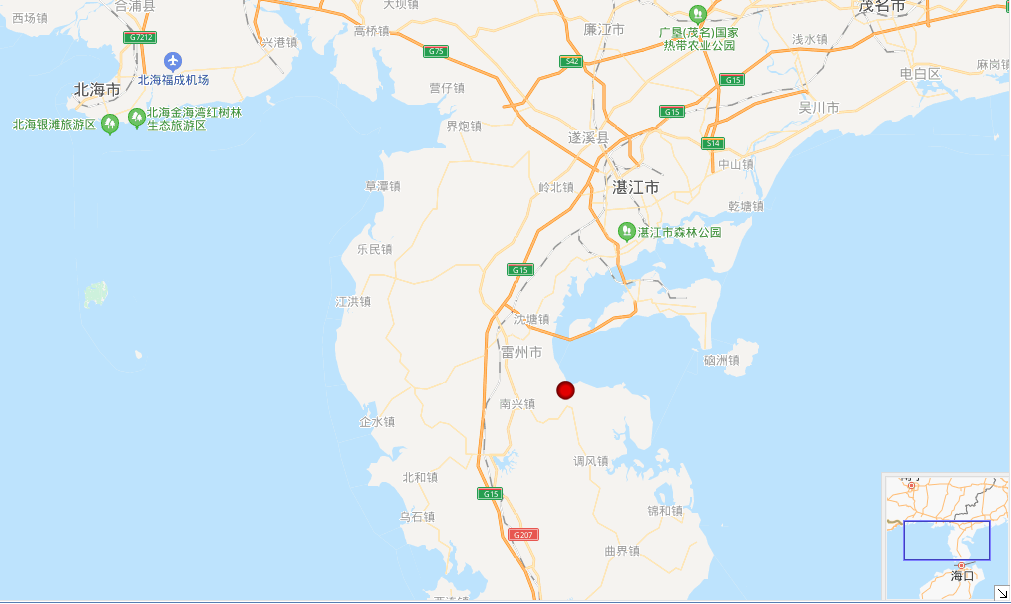 合浦县
大坝镇
茂名市
西场镇
高桥镇
廉江市
广垦(茂名)国家
热带农业公园
G7212
兴港镇
G75
S42
浅水镇
北海福成机场
G15
电白区
麻岗镇
北海市
营仔镇
北海金海湾红树林
生态旅游区
北海银滩旅游区
G15
吴川市
界炮镇
遂溪县
S14
中山镇
草潭镇
岭北镇
湛江市
乾塘镇
湛江市森林公园
乐民镇
G15
江洪镇
沈塘镇
雷州市
硇洲镇
南兴镇
企水镇
调风镇
北和镇
G15
乌石镇
锦和镇
G207
曲界镇
海口